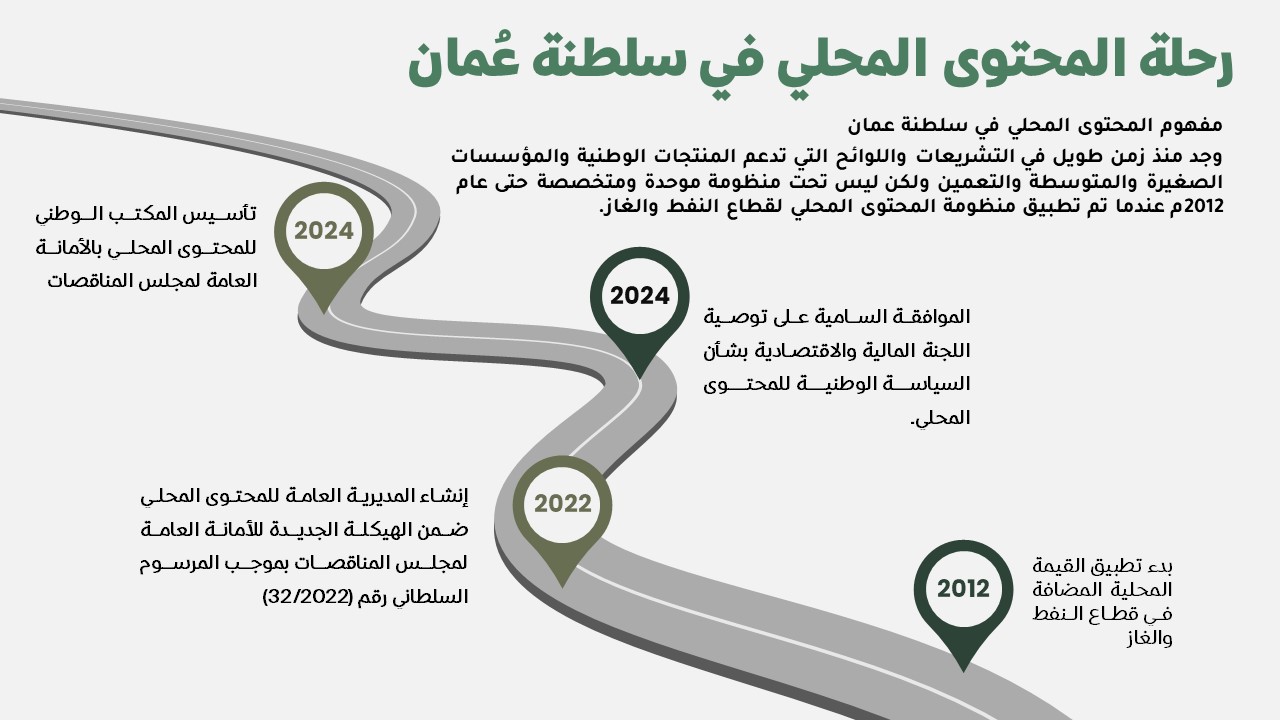 رحلة المحتوى المحلي في سلطنة عُمان
مفهوم المحتوى المحلي في سلطنة عمان
وجد منذ زمن طويل في التشريعات واللوائح التي تدعم المنتجات الوطنية والمؤسسات
الصغيرة والمتوسطة والتعمين ولكن ليس تحت منظومة موحدة ومتخصصة حتى عام
2012م عندما تم تطبيق منظومة المحتوى المحلي لقطاع النفط والغاز.
2024
تأسيس المكتب الوطني
للمحتوى المحلي بالأمانة
العامة لمجلس المناقصات
2024
الموافقة السامية على توصية
اللجنة المالية والاقتصادية بشأن
السياسة الوطنية للمحتوى
المحلي.
2022
إنشاء المديرية العامة للمحتوى المحلي
ضمن الهيكلة الجديدة للأمانة العامة
لمجلس المناقصات بموجب المرسوم
السلطاني رقم (32/2022)
2012
بدء تطبيق القيمة
المحلية المضافة
في قطاع النفط
والغاز